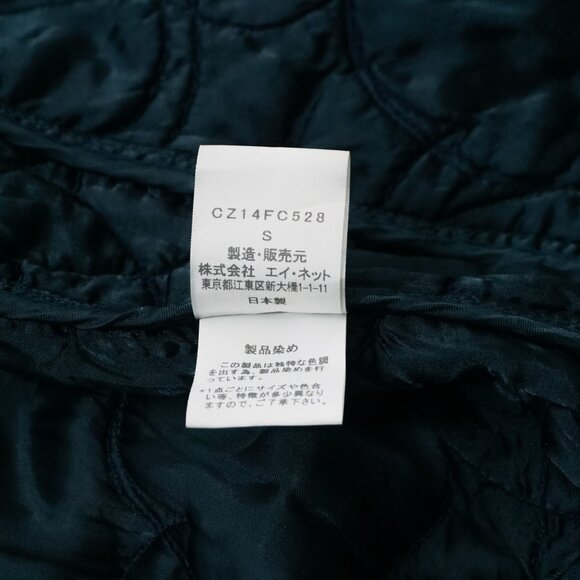 CZ14FC528
S
製造・販売元
株式会社 エイ・ネット
東京都江東区新大橋1-1-11
日本製
製品染め
この製品は独特な色調
を出す為、製品染めを行
っています。
*1点ごとにサイズや色合
い等、特徴が多少異なり
ますので、ご了承下さい。